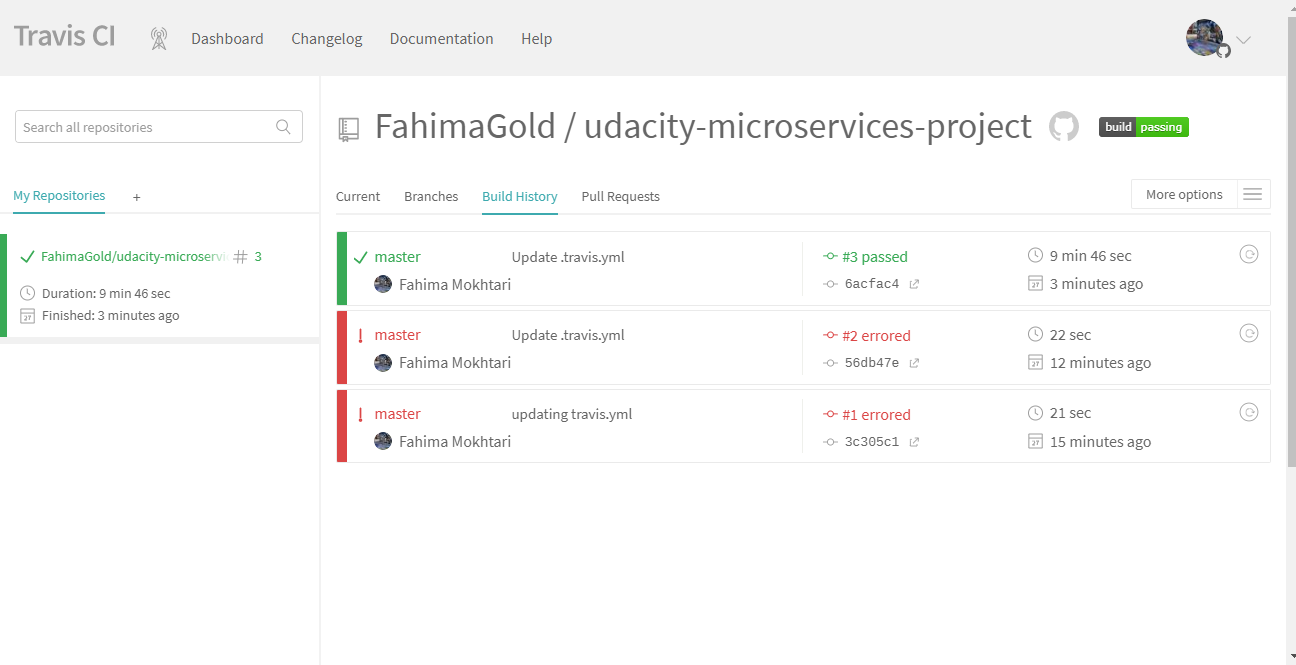 Travis CI
Dashboard
Changelog
Documentation
Help
Search all repositories
My Repositories
+
FahimaGold/udacity-microservi
# 3
Duration: 9 min 46 sec
Finished: 3 minutes ago
FahimaGold / udacity-microservices-project
build passing
Current
Branches
Build History
Pull Requests
More options
master
Update .travis.yml
#3 passed
9 min 46 sec
Fahima Mokhtari
6acfac4
27
3 minutes ago
master
Update .travis.yml
#2 errored
22 sec
Fahima Mokhtari
56db47e
27
12 minutes ago
master
updating travis.yml
#1 errored
21 sec
Fahima Mokhtari
3c305c1
27
15 minutes ago